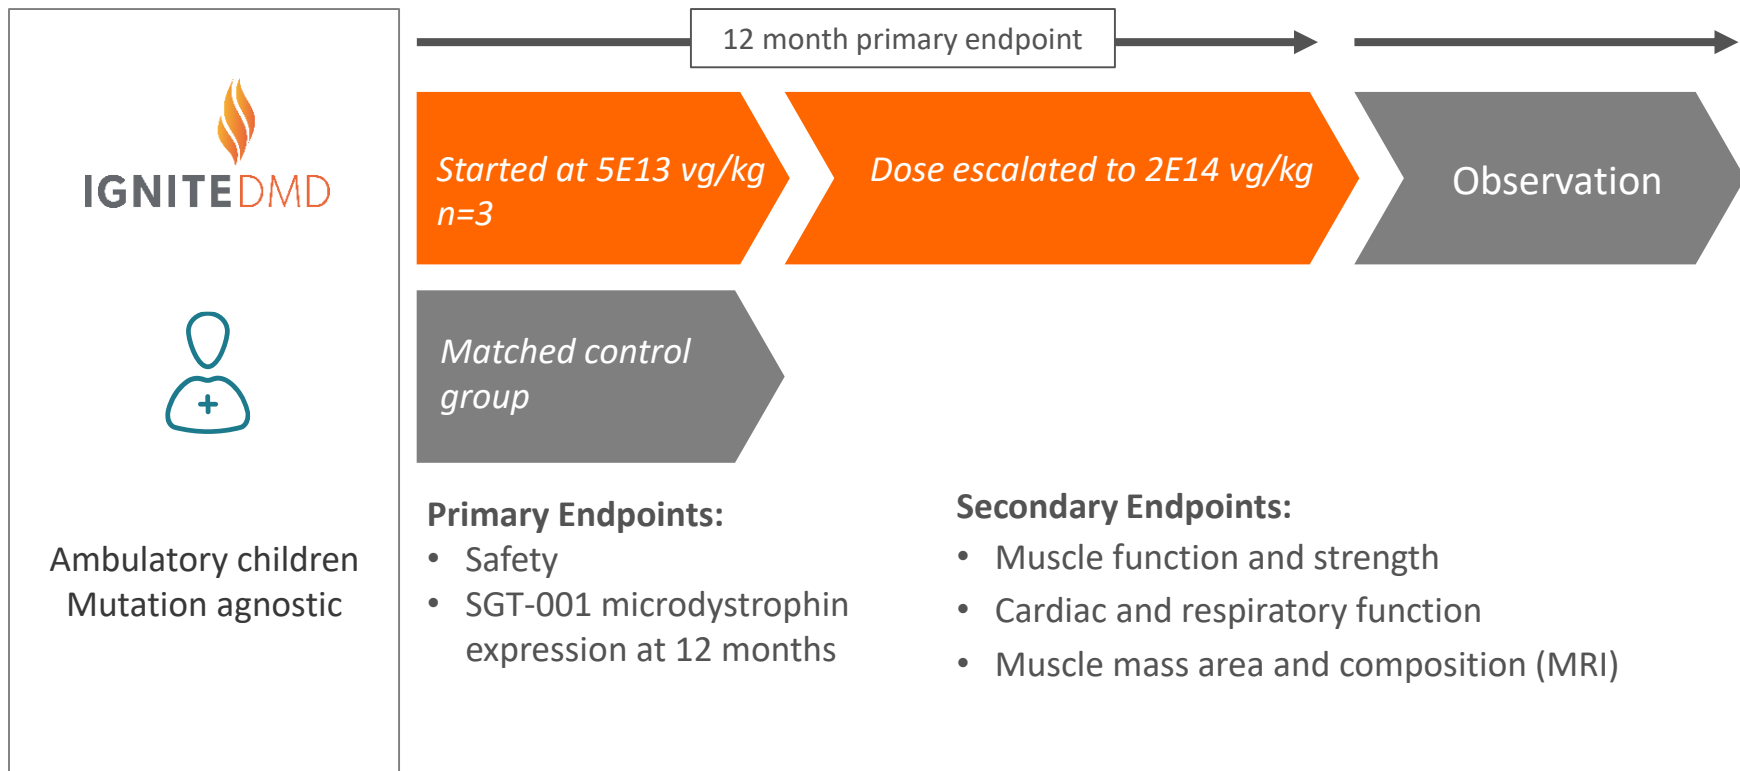 12 month primary endpoint
IGNITEDMD
Started at 5E13 vg/kg
n=3
Dose escalated to 2E14 vg/kg
Observation
Matched control
group
Ambulatory children
Mutation agnostic
Primary Endpoints:
• Safety
• SGT-001 microdystrophin
expression at 12 months
Secondary Endpoints:
• Muscle function and strength
• Cardiac and respiratory function
• Muscle mass area and composition (MRI)